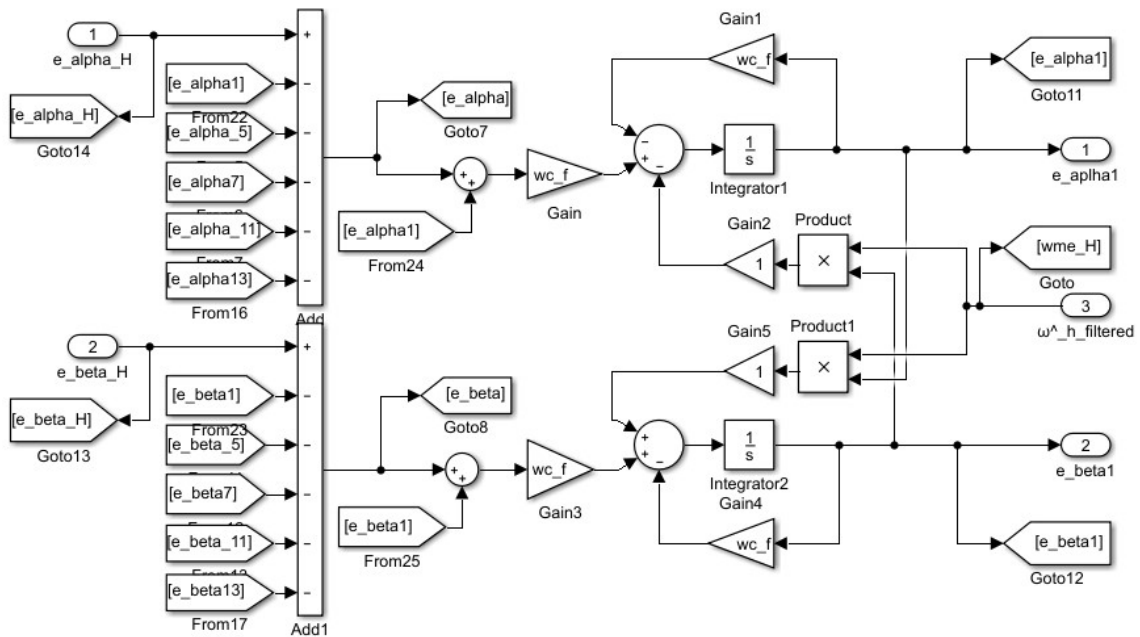 1
e_alpha_H
[e_alpha_H]
Goto14
[e_alpha1]
From22
[e_alpha_5]
[e_alpha7]
[e_alpha_11]
From7
[e_alpha13]
From16
+
−
−
−
−
−
Add
[e_alpha]
Goto7
+
+
[e_alpha1]
From24
wc_f
Gain
Gain1
wc_f
−
+
−
1
s
Integrator1
Gain2
1
Product
×
[e_alpha1]
Goto11
1
e_aplha1
[wme_H]
Goto
3
ω^_h_filtered
2
e_beta_H
[e_beta_H]
Goto13
[e_beta1]
From23
[e_beta_5]
[e_beta7]
[e_beta_11]
[e_beta13]
From17
+
−
−
−
−
−
Add1
[e_beta]
Goto8
+
+
[e_beta1]
From25
wc_f
Gain3
Gain5
1
Product1
×
+
+
−
1
s
Integrator2
Gain4
wc_f
2
e_beta1
[e_beta1]
Goto12